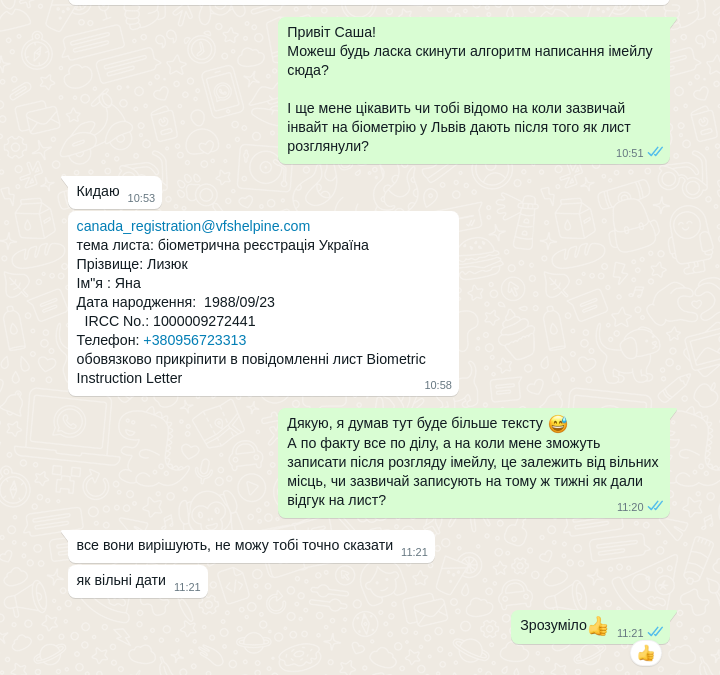 Привіт Саша!
Можеш будь ласка скинути алгоритм написання імейлу
сюда?
І ще мене цікавить чи тобі відомо на коли зазвичай
інвайт на біометрію у Львів дають після того як лист
розглянули?
10:51
Кидаю 10:53
canada_registration@vfshelpine.com
тема листа: біометрична реєстрація Україна
Прізвище: Лизюк
Ім"я : Яна
Дата народження:  1988/09/23
IRCC No.: 1000009272441
Телефон: +380956723313
обовязково прикріпити в повідомленні лист Biometric
Instruction Letter
10:58
Дякую, я думав тут буде більше тексту 😅
А по факту все по ділу, а на коли мене зможуть
записати після розгляду імейлу, це залежить від вільних
місць, чи зазвичай записують на тому ж тижні як дали
відгук на лист?
11:20
все вони вирішують, не можу тобі точно сказати 11:21
як вільні дати 11:21
Зрозуміло👍 11:21
👍